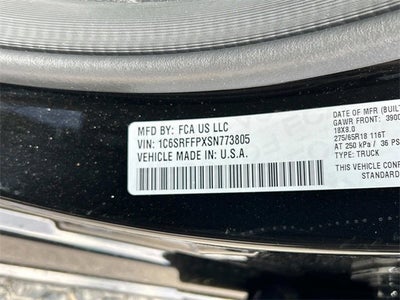 MFD BY: FCA US LLC
VIN: 1C6SRFFPXSN773805
VEHICLE MADE IN U.S.A.
DATE OF MFR (BUILT
GAWR FRONT: 3900
18X8.0
275/65R18 116T
AT 250 kPa / 36 PS
TYPE: TRUCK
THIS VEHICLE CONF
STANDARD